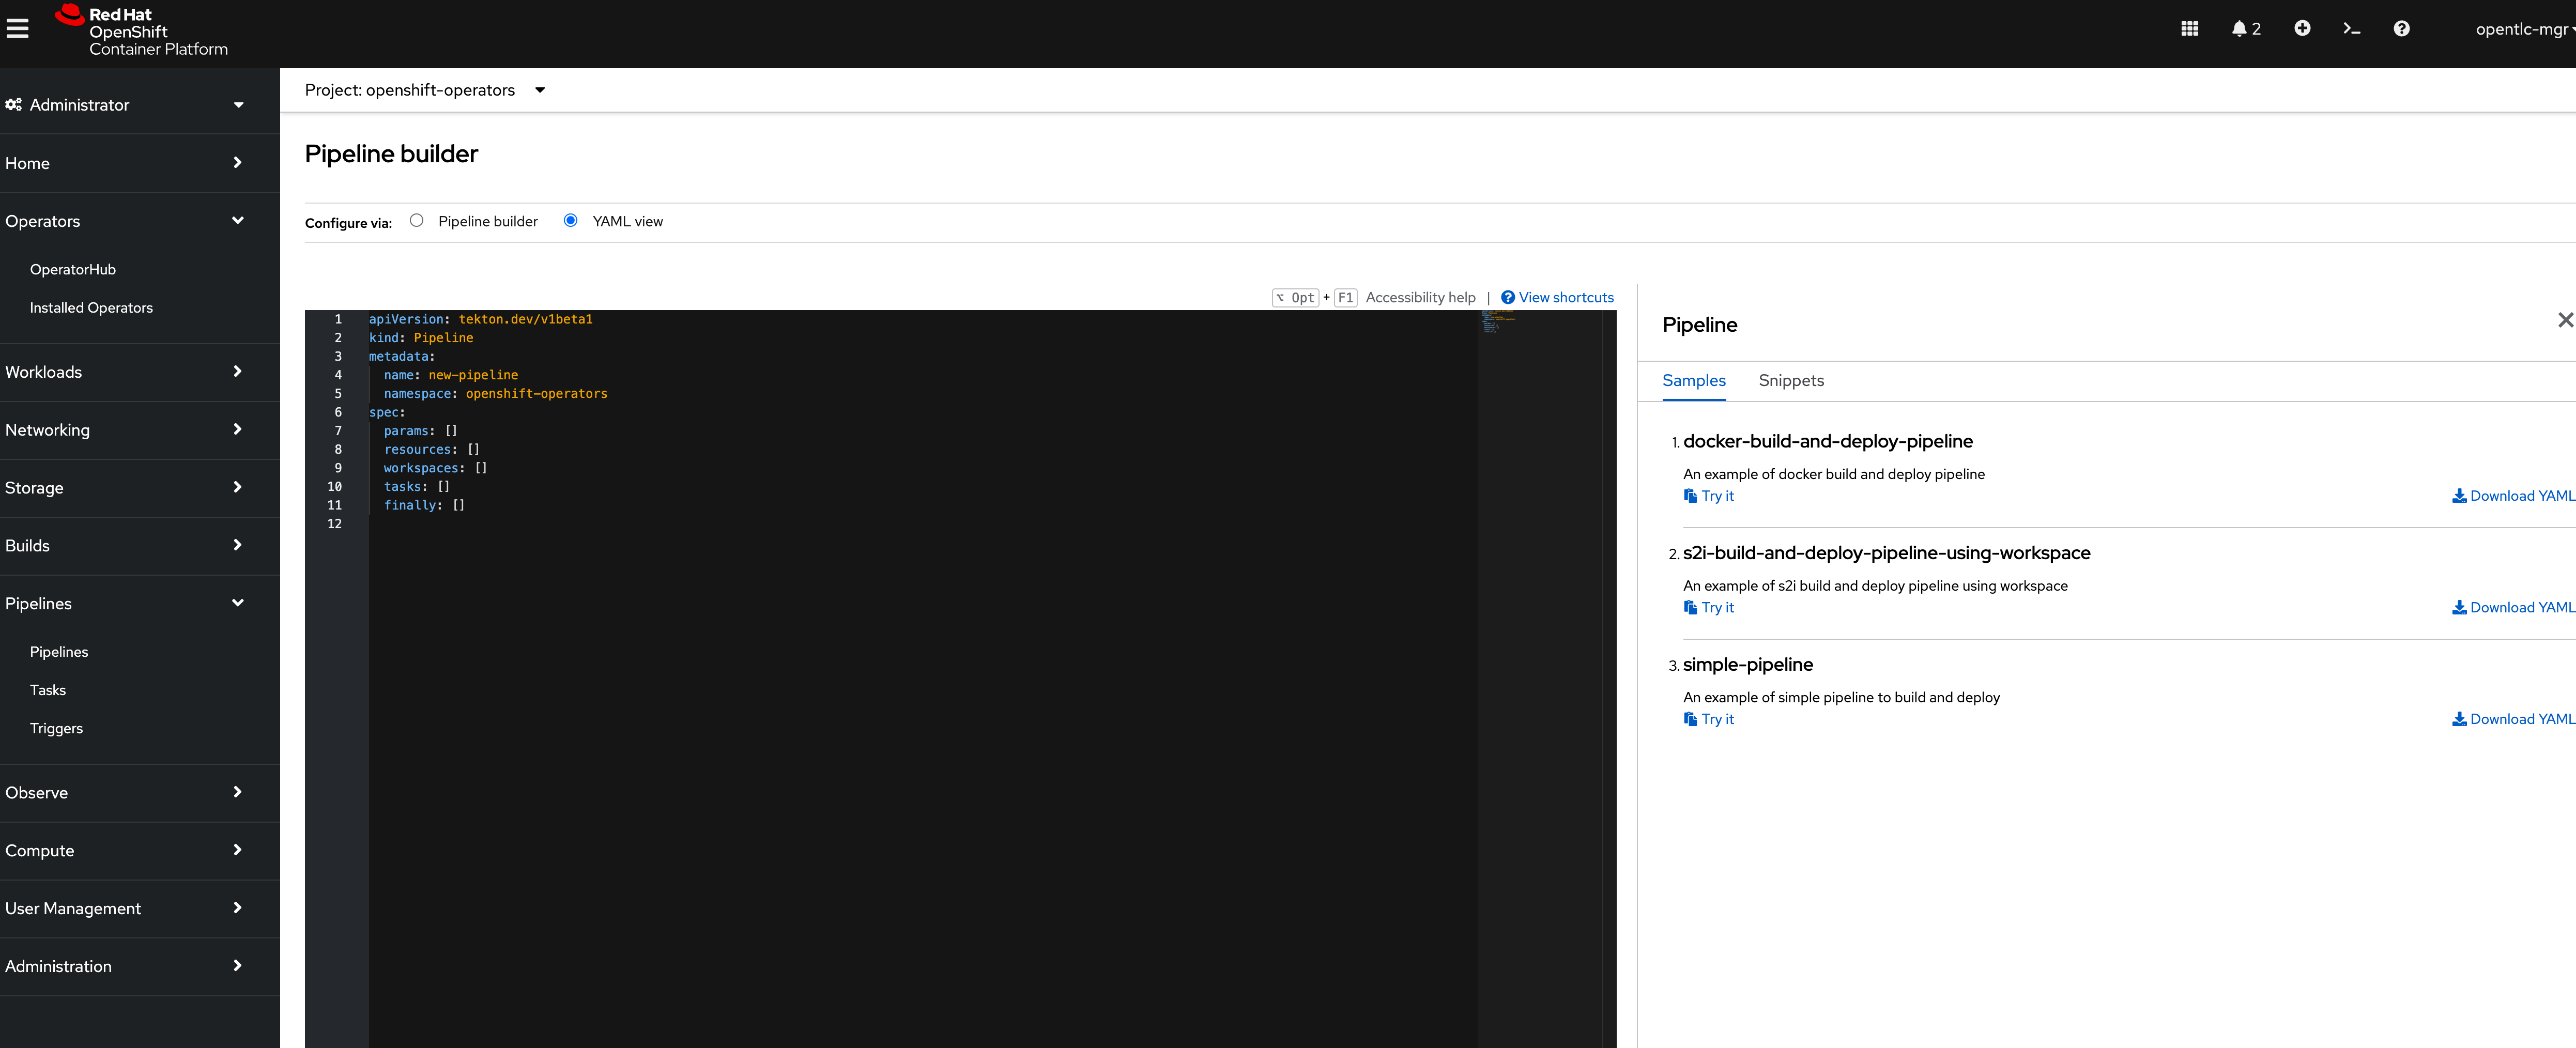 Red Hat
OpenShift
Container Platform
2
opentlc-mgr
Administrator
Home
Operators
OperatorHub
Installed Operators
Workloads
Networking
Storage
Builds
Pipelines
Pipelines
Tasks
Triggers
Observe
Compute
User Management
Administration
Project: openshift-operators
Pipeline builder
Configure via: Pipeline builder YAML view
⌥ Opt + F1 Accessibility help | View shortcuts
1 apiVersion: tekton.dev/v1beta1
2 kind: Pipeline
3 metadata:
4 name: new-pipeline
5 namespace: openshift-operators
6 spec:
7 params: []
8 resources: []
9 workspaces: []
10 tasks: []
11 finally: []
12
Pipeline
Samples Snippets
1. docker-build-and-deploy-pipeline
An example of docker build and deploy pipeline
Try it Download YAML
2. s2i-build-and-deploy-pipeline-using-workspace
An example of s2i build and deploy pipeline using workspace
Try it Download YAML
3. simple-pipeline
An example of simple pipeline to build and deploy
Try it Download YAML